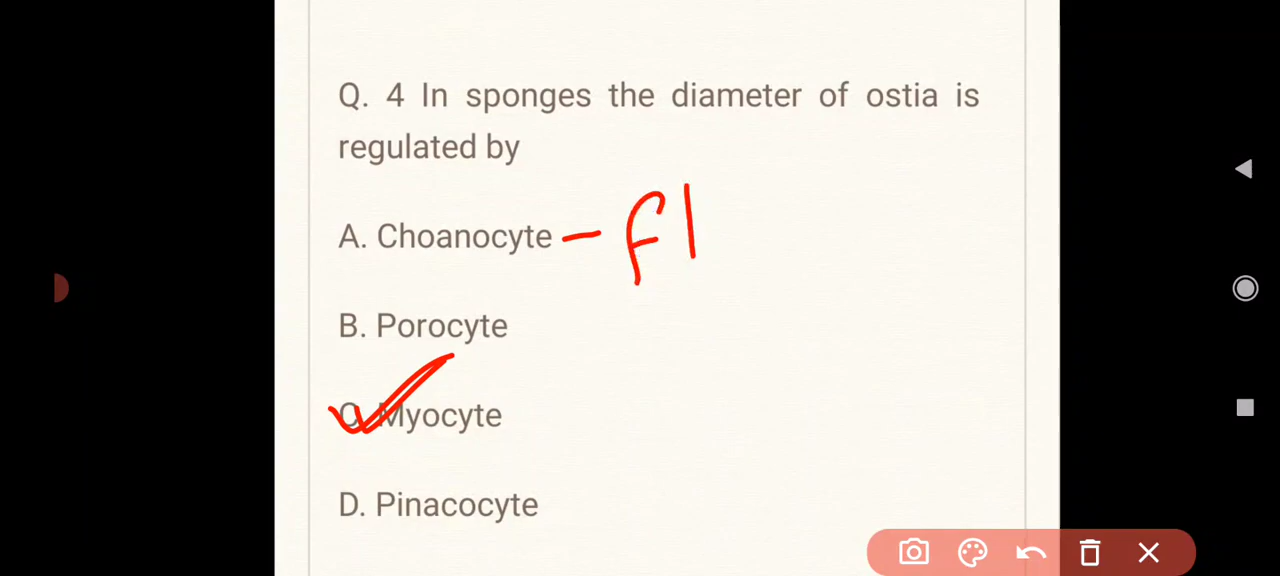 Q. 4 In sponges the diameter of ostia is
regulated by
A. Choanocyte – fl
B. Porocyte
C. Myocyte
D. Pinacocyte